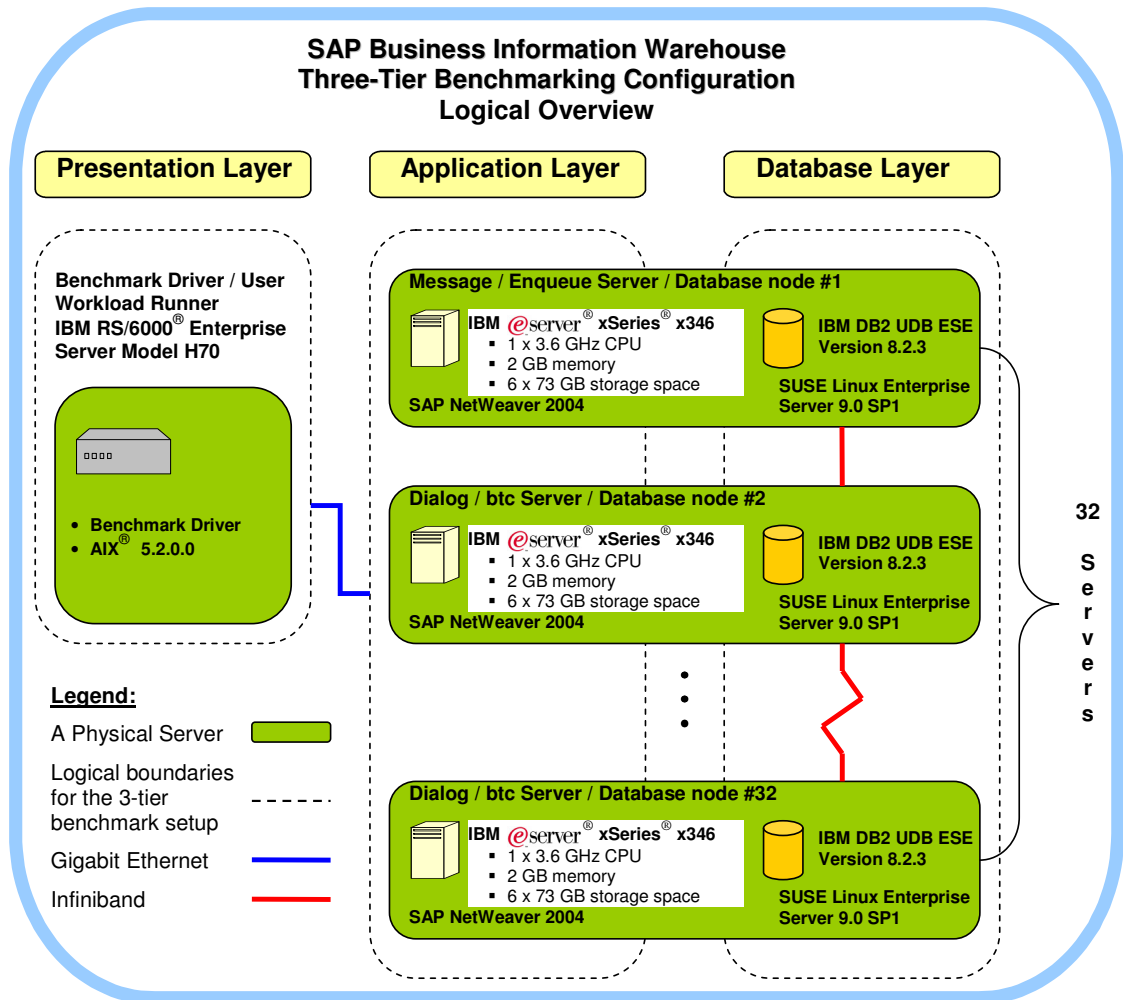 SAP Business Information Warehouse
Three-Tier Benchmarking Configuration
Logical Overview
Presentation Layer
Application Layer
Database Layer
Benchmark Driver / User
Workload Runner
IBM RS/6000® Enterprise
Server Model H70
• Benchmark Driver
• AIX® 5.2.0.0
Message / Enqueue Server / Database node #1
IBM eserver® xSeries® x346
▪ 1 x 3.6 GHz CPU
▪ 2 GB memory
▪ 6 x 73 GB storage space
SAP NetWeaver 2004
IBM DB2 UDB ESE
Version 8.2.3
SUSE Linux Enterprise
Server 9.0 SP1
Dialog / btc Server / Database node #2
IBM eserver® xSeries® x346
▪ 1 x 3.6 GHz CPU
▪ 2 GB memory
▪ 6 x 73 GB storage space
SAP NetWeaver 2004
IBM DB2 UDB ESE
Version 8.2.3
SUSE Linux Enterprise
Server 9.0 SP1
Dialog / btc Server / Database node #32
IBM eserver® xSeries® x346
▪ 1 x 3.6 GHz CPU
▪ 2 GB memory
▪ 6 x 73 GB storage space
SAP NetWeaver 2004
IBM DB2 UDB ESE
Version 8.2.3
SUSE Linux Enterprise
Server 9.0 SP1
32
Servers
Legend:
A Physical Server
Logical boundaries
for the 3-tier
benchmark setup
Gigabit Ethernet
Infiniband